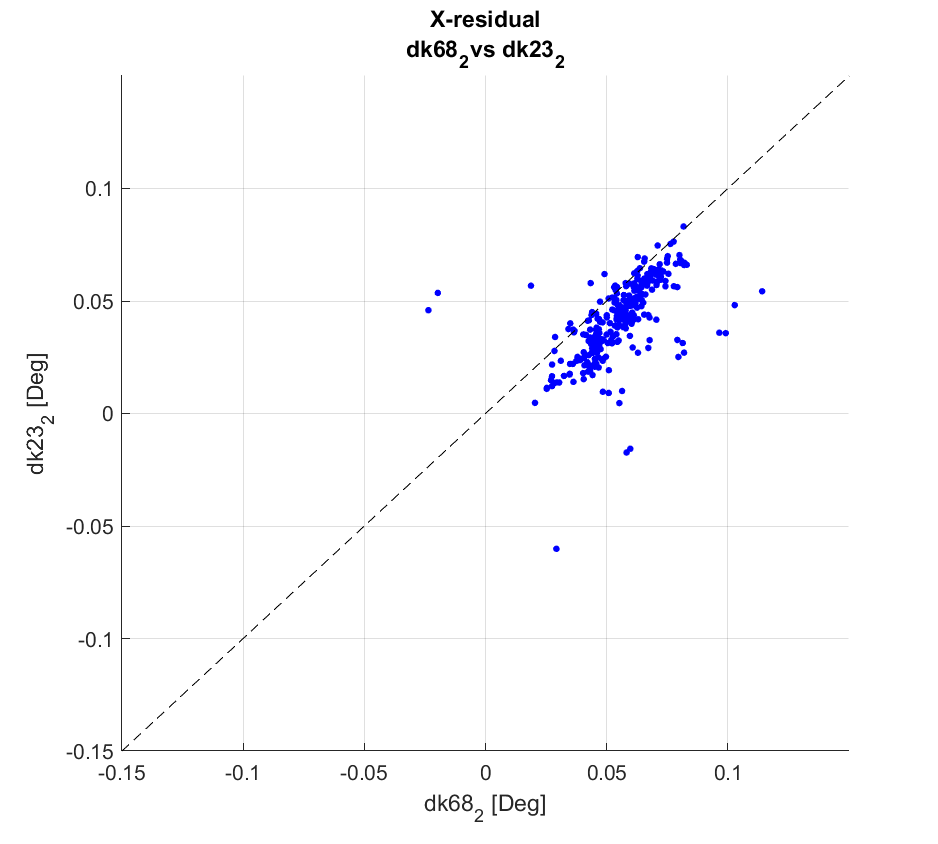 X-residual
dk68₂vs dk23₂
0.1
0.05
0
-0.05
-0.1
-0.15
dk23₂ [Deg]
-0.15 -0.1 -0.05 0 0.05 0.1
dk68₂ [Deg]